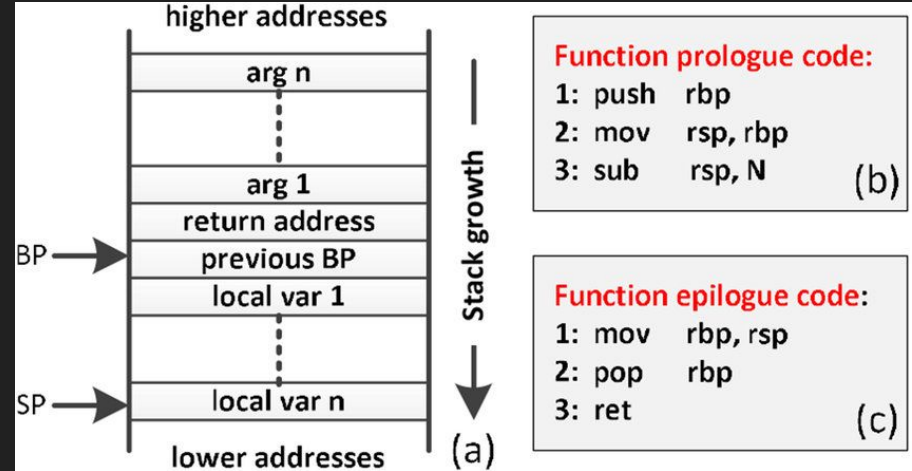 higher addresses
arg n
arg 1
return address
BP
previous BP
local var 1
SP
local var n
lower addresses
Stack growth
(a)
Function prologue code:
1: push rbp
2: mov rsp, rbp
3: sub rsp, N
(b)
Function epilogue code:
1: mov rbp, rsp
2: pop rbp
3: ret
(c)